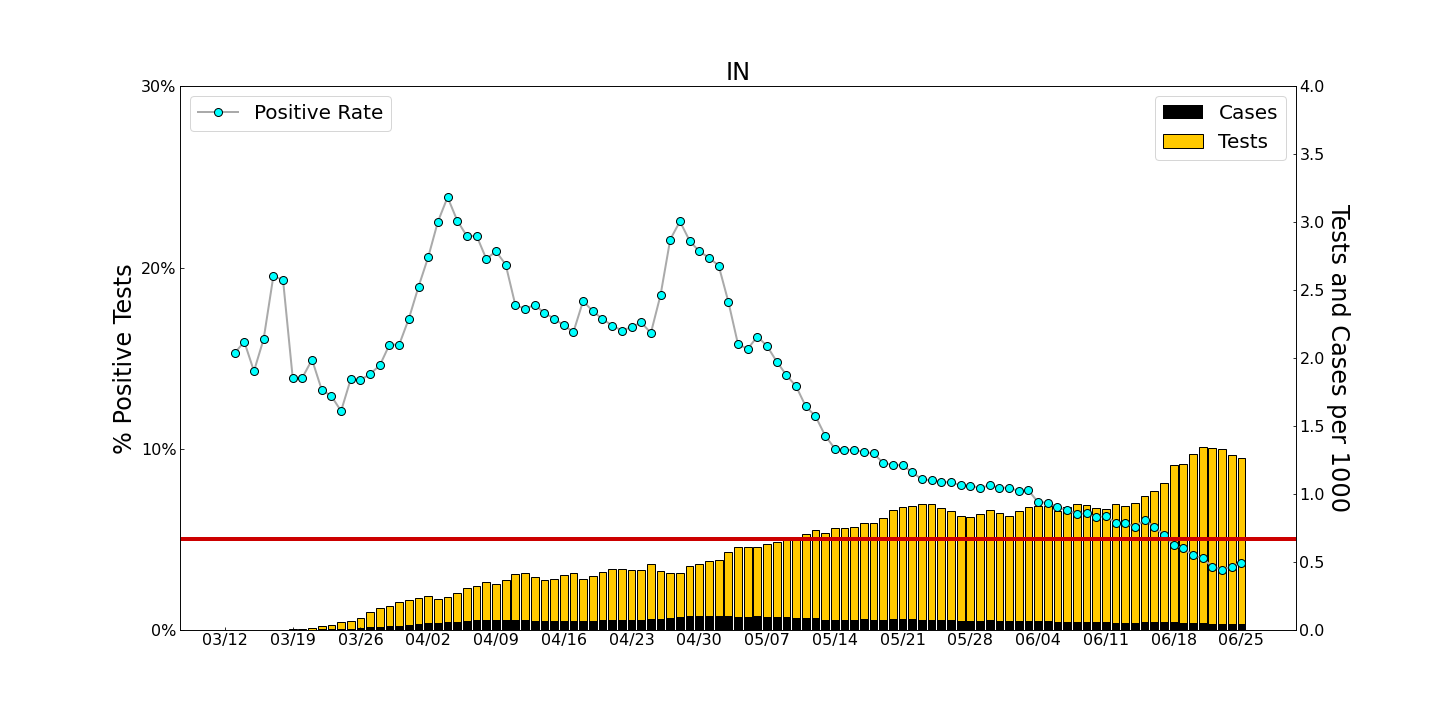 IN
30%
20%
10%
0%
% Positive Tests
Positive Rate
Cases
Tests
4.0
3.5
3.0
2.5
2.0
1.5
1.0
0.5
0.0
Tests and Cases per 1000
03/12 03/19 03/26 04/02 04/09 04/16 04/23 04/30 05/07 05/14 05/21 05/28 06/04 06/11 06/18 06/25